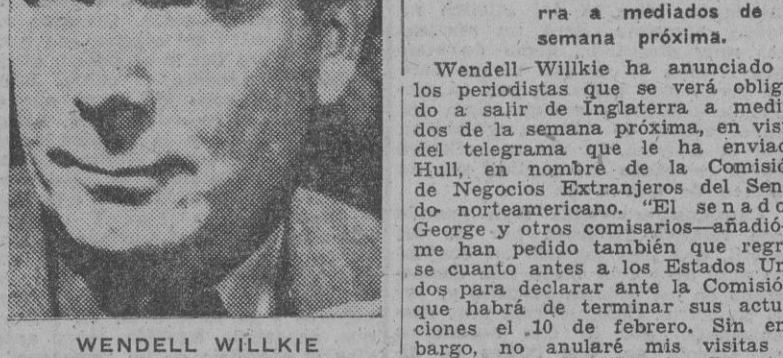 WENDELL WILLKIE
rra a mediados de
semana próxima.
Wendell Willkie ha anunciado
los periodistas que se verá oblig
do a salir de Inglaterra a medi
dos de la semana próxima, en vis
del telegrama que le ha enviad
Hull, en nombre de la Comisió
de Negocios Extranjeros del Sen
do norteamericano. "El senado
George y otros comisarios—añadió
me han pedido también que regr
se cuanto antes a los Estados Un
dos para declarar ante la Comisió
que habrá de terminar sus actu
ciones el 10 de febrero. Sin em
bargo, no anularé mis visitas